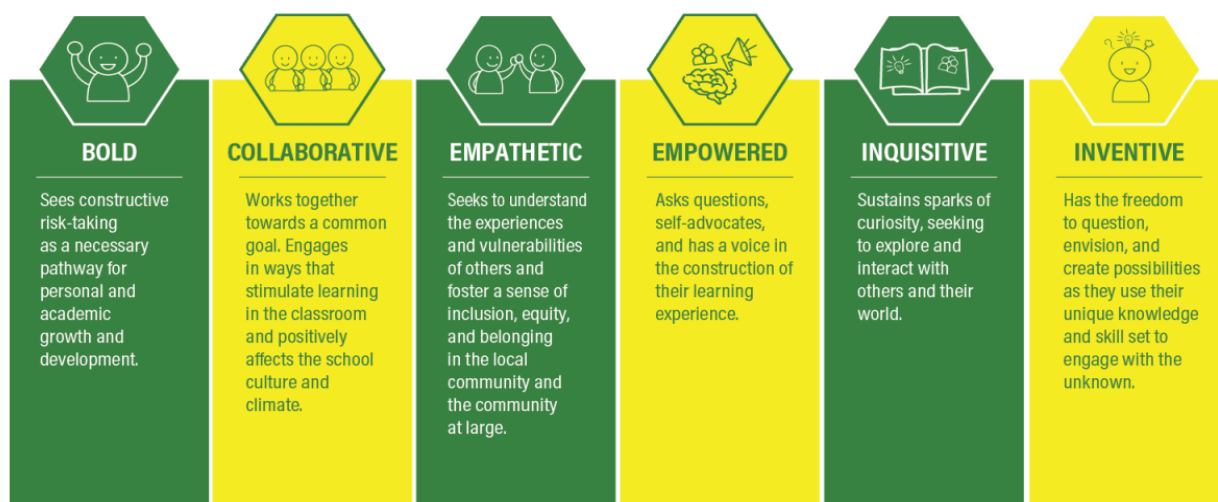 BOLD
Sees constructive
risk-taking
as a necessary
pathway for
personal and
academic
growth and
development.
COLLABORATIVE
Works together
towards a common
goal. Engages
in ways that
stimulate learning
in the classroom
and positively
affects the school
culture and
climate.
EMPATHETIC
Seeks to understand
the experiences
and vulnerabilities
of others and
foster a sense of
inclusion, equity,
and belonging
in the local
community and
the community
at large.
EMPOWERED
Asks questions,
self-advocates,
and has a voice in
the construction of
their learning
experience.
INQUISITIVE
Sustains sparks of
curiosity, seeking
to explore and
interact with
others and their
world.
INVENTIVE
Has the freedom
to question,
envision, and
create possibilities
as they use their
unique knowledge
and skill set to
engage with the
unknown.